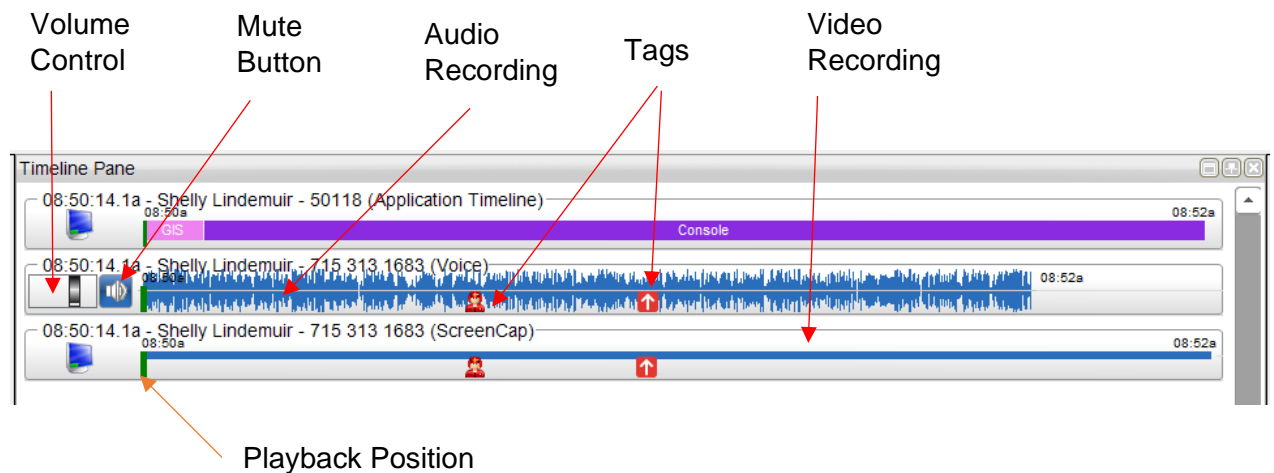 Volume
Control
Mute
Button
Audio
Recording
Tags
Video
Recording
Timeline Pane
08:50:14.1a - Shelly Lindemuir - 50118 (Application Timeline)
08:50a
08:52a
GIS
Console
08:50:14.1a - Shelly Lindemuir - 715 313 1683 (Voice)
08:50a
08:52a
08:50:14.1a - Shelly Lindemuir - 715 313 1683 (ScreenCap)
08:50a
08:52a
Playback Position